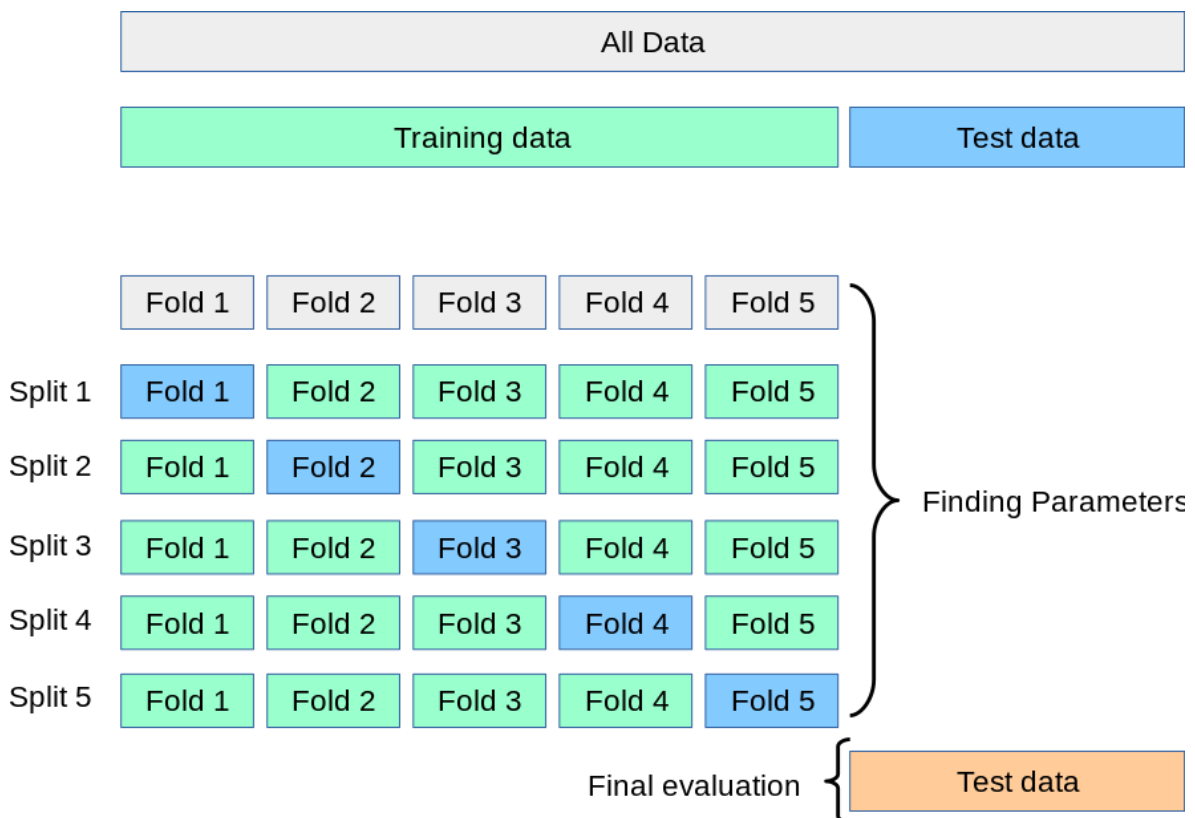 All Data
Training data Test data
Fold 1 Fold 2 Fold 3 Fold 4 Fold 5
Split 1 Fold 1 Fold 2 Fold 3 Fold 4 Fold 5
Split 2 Fold 1 Fold 2 Fold 3 Fold 4 Fold 5
Finding Parameters
Split 3 Fold 1 Fold 2 Fold 3 Fold 4 Fold 5
Split 4 Fold 1 Fold 2 Fold 3 Fold 4 Fold 5
Split 5 Fold 1 Fold 2 Fold 3 Fold 4 Fold 5
Final evaluation Test data